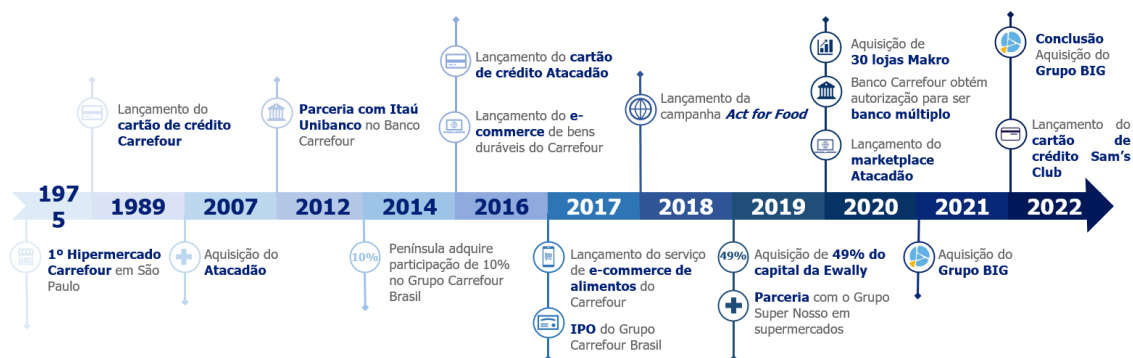 Lançamento do
cartão de crédito
Carrefour
Parceria com Itaú
Unibanco no Banco
Carrefour
Lançamento do cartão
de crédito Atacadão
Lançamento do e-
commerce de bens
duráveis do Carrefour
Lançamento da
campanha Act for Food
Aquisição de
30 lojas Makro
Banco Carrefour obtém
autorização para ser
banco múltiplo
Lançamento do
marketplace
Atacadão
Conclusão
Aquisição do
Grupo BIG
Lançamento do
cartão de
crédito Sam's
Club
197
5
1989
2007
2012
2014
2016
2017
2018
2019
2020
2021
2022
1º Hipermercado
Carrefour em São
Paulo
Aquisição do
Atacadão
10%
Península adquire
participação de 10%
no Grupo Carrefour
Brasil
Lançamento do serviço
de e-commerce de
alimentos do
Carrefour
IPO do Grupo
Carrefour Brasil
49%
Aquisição de 49% do
capital da Ewally
Parceria com o Grupo
Super Nosso em
supermercados
Aquisição do
Grupo BIG